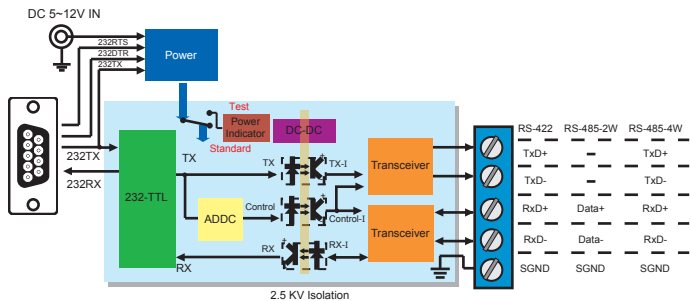 DC 5~12V IN
232RTS
232DTR
232TX
Power
Test
Power
Indicator
DC-DC
Standard
232TX
232RX
232-TTL
TX
TX
TX-I
Transceiver
ADDC
Control
Control-I
Transceiver
RX
RX
RX-I
2.5 KV Isolation
RS-422 RS-485-2W RS-485-4W
TxD+ – TxD+
TxD- – TxD-
RxD+ Data+ RxD+
RxD- Data- RxD-
SGND SGND SGND